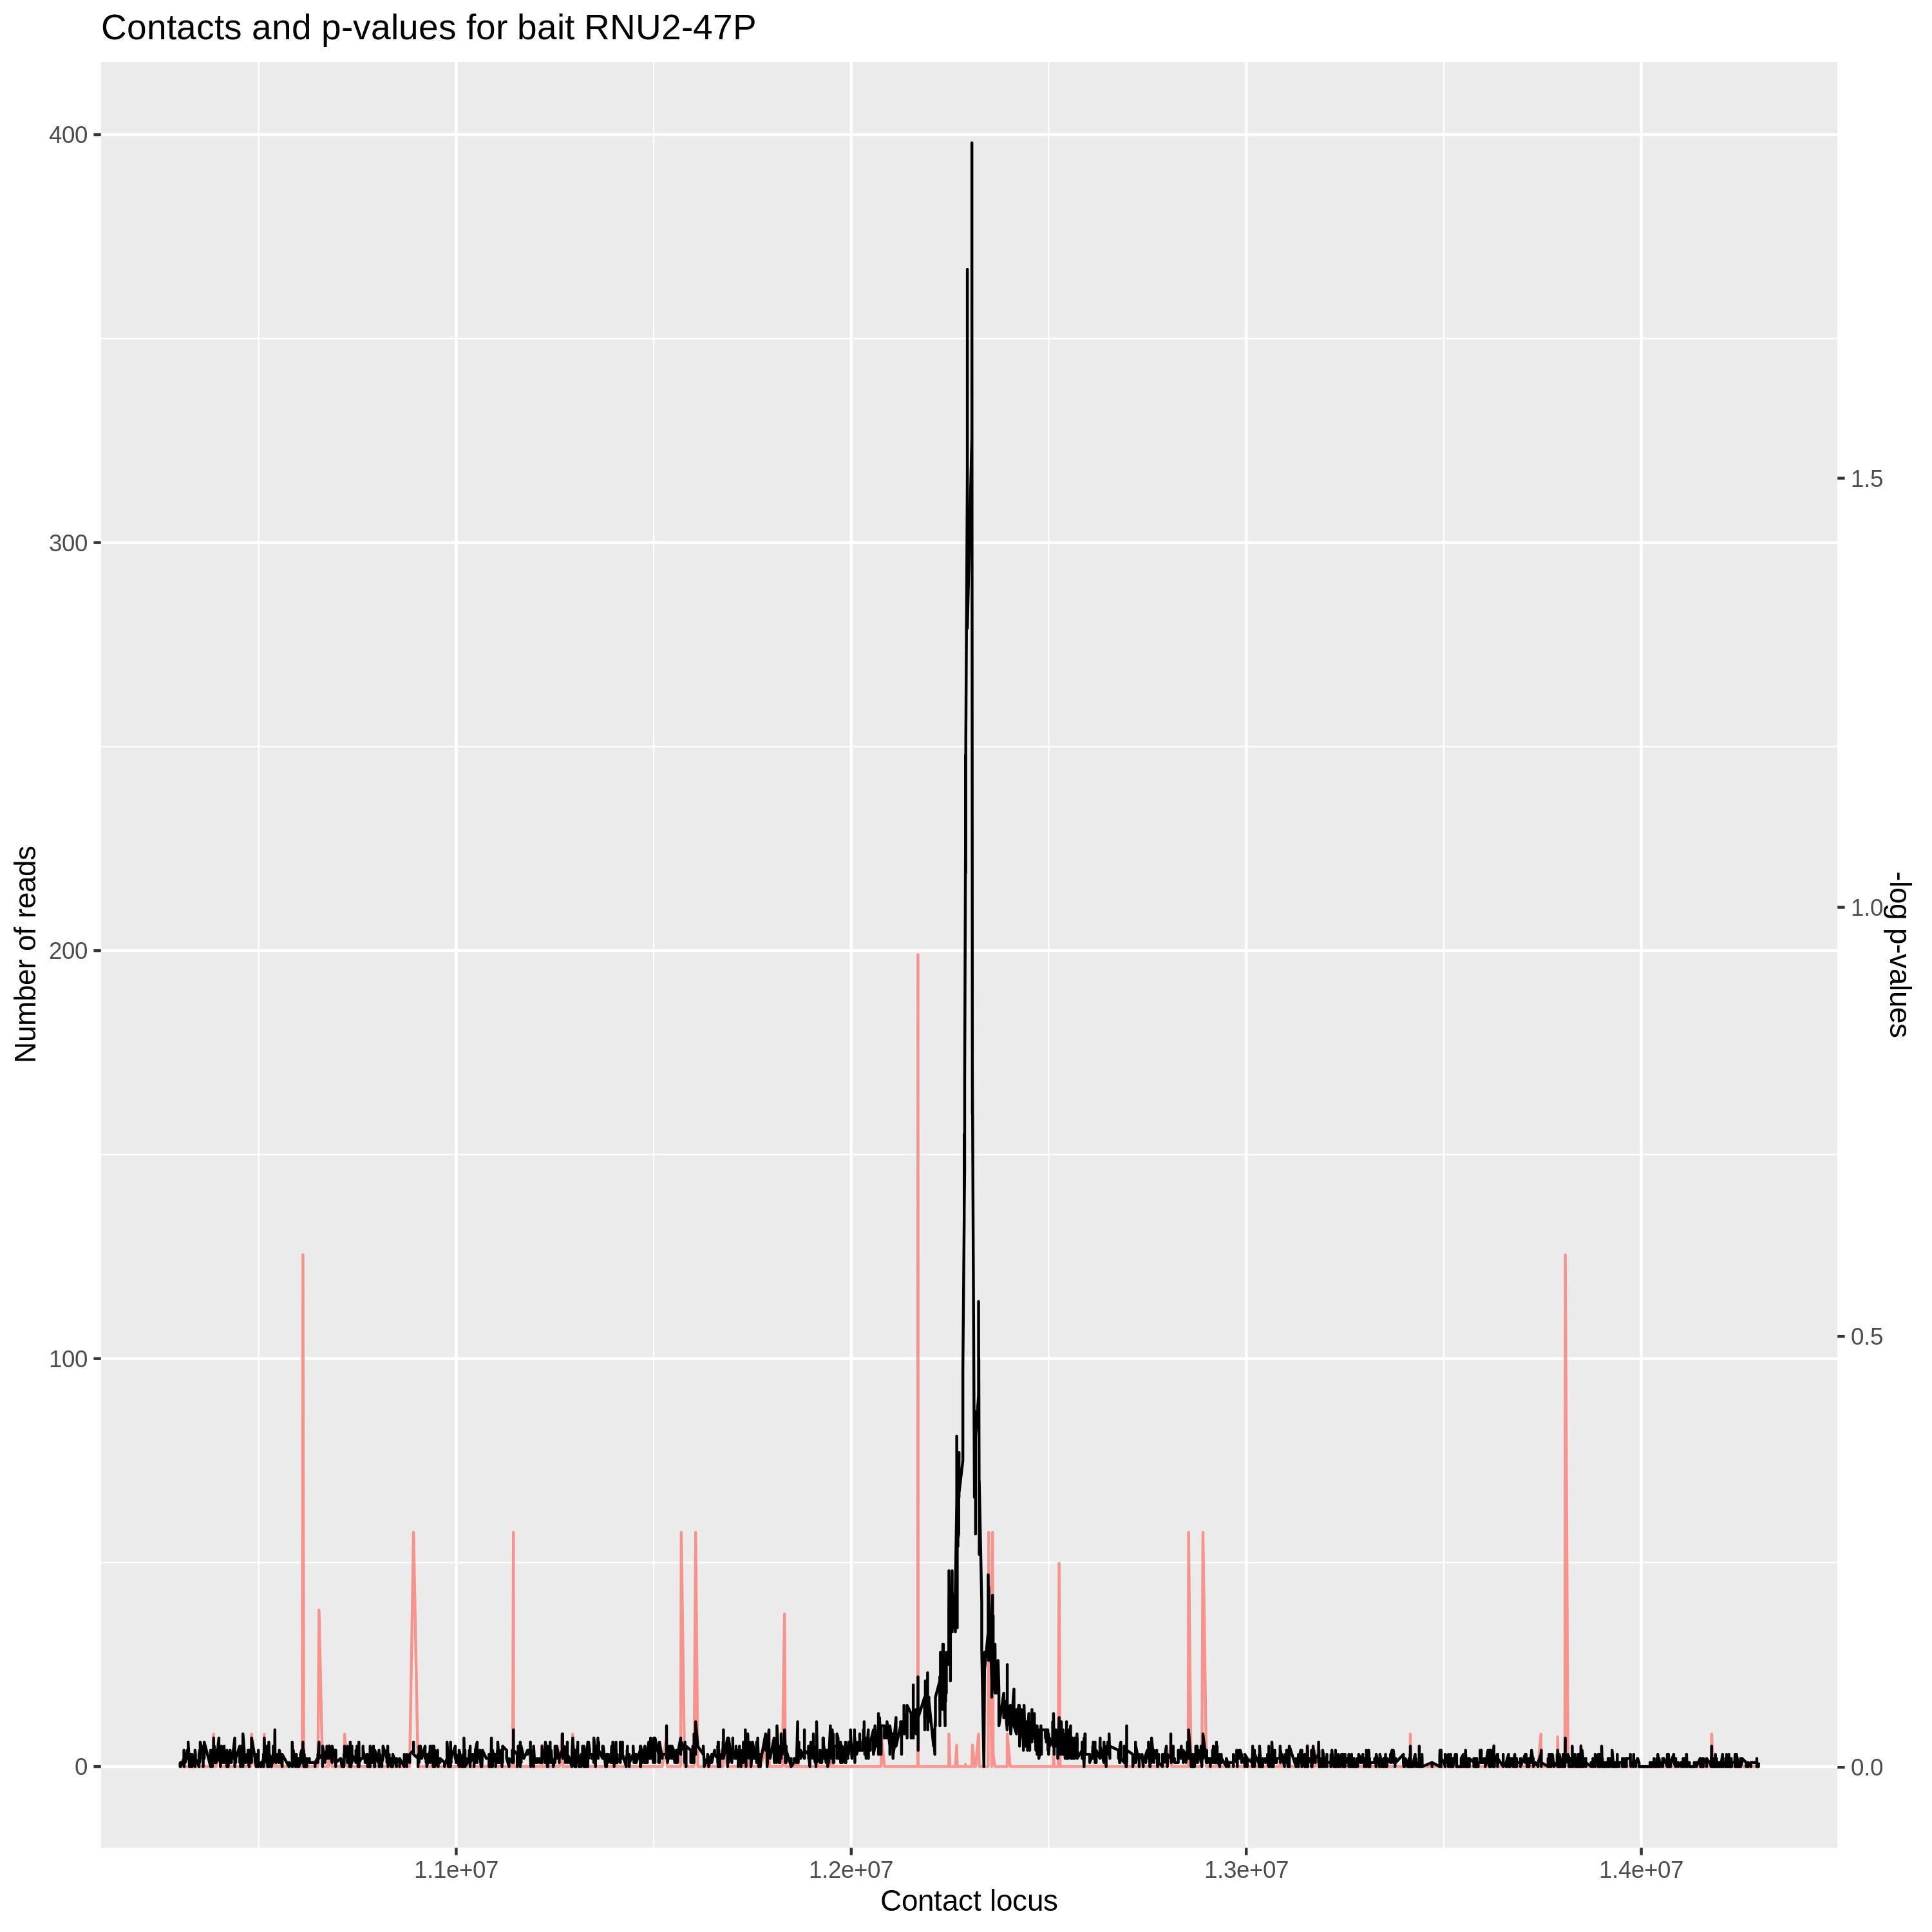 Contacts and p-values for bait RNU2-47P
400
300
200
100
0
Number of reads
1.5
1.0
0.5
0.0
-log p-values
1.1e+07
1.2e+07
1.3e+07
1.4e+07
Contact locus